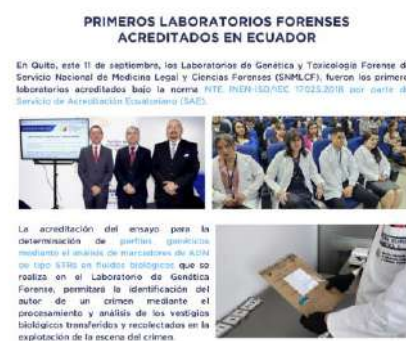 PRIMEROS LABORATORIOS FORENSES
ACREDITADOS EN ECUADOR
En Quito, este 11 de septiembre, los Laboratorios de Genética y Toxicología Forense d
Servicio Nacional de Medicina Legal y Ciencias Forenses (SNMLCF), fueron los primero
laboratorios acreditados bajo la norma NTE INEN-ISO/IEC 17025:2018 por parte d
Servicio de Acreditación Ecuatoriano (SAE).
La acreditación del ensayo para la
determinación de perfiles genéticos
mediante el análisis de marcadores de ADN
de tipo STRs en fluidos biológicos que se
realiza en el Laboratorio de Genética
Forense, permitará la identificación del
autor de un crimen mediante el
procesamiento y análisis de los vestigios
biológicos transferidos y recolectados en la
explotación de la escena del crimen